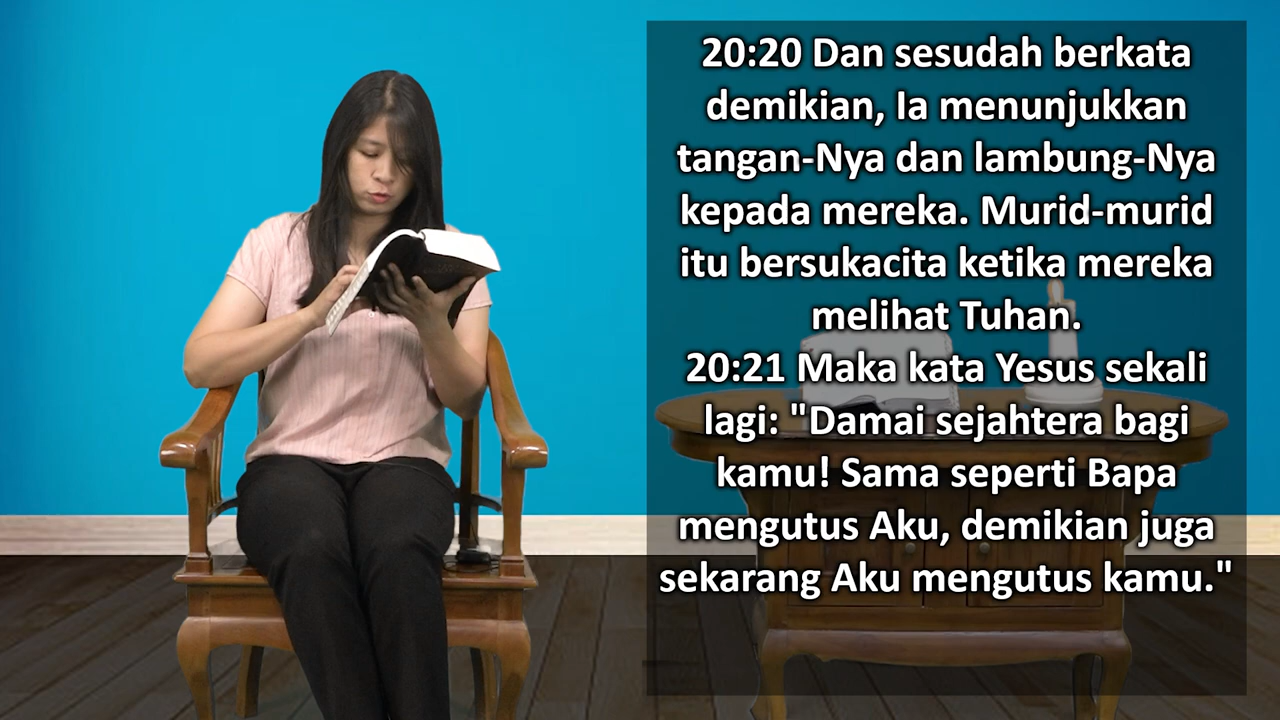 20:20 Dan sesudah berkata
demikian, Ia menunjukkan
tangan-Nya dan lambung-Nya
kepada mereka. Murid-murid
itu bersukacita ketika mereka
melihat Tuhan.
20:21 Maka kata Yesus sekali
lagi: "Damai sejahtera bagi
kamu! Sama seperti Bapa
mengutus Aku, demikian juga
sekarang Aku mengutus kamu."